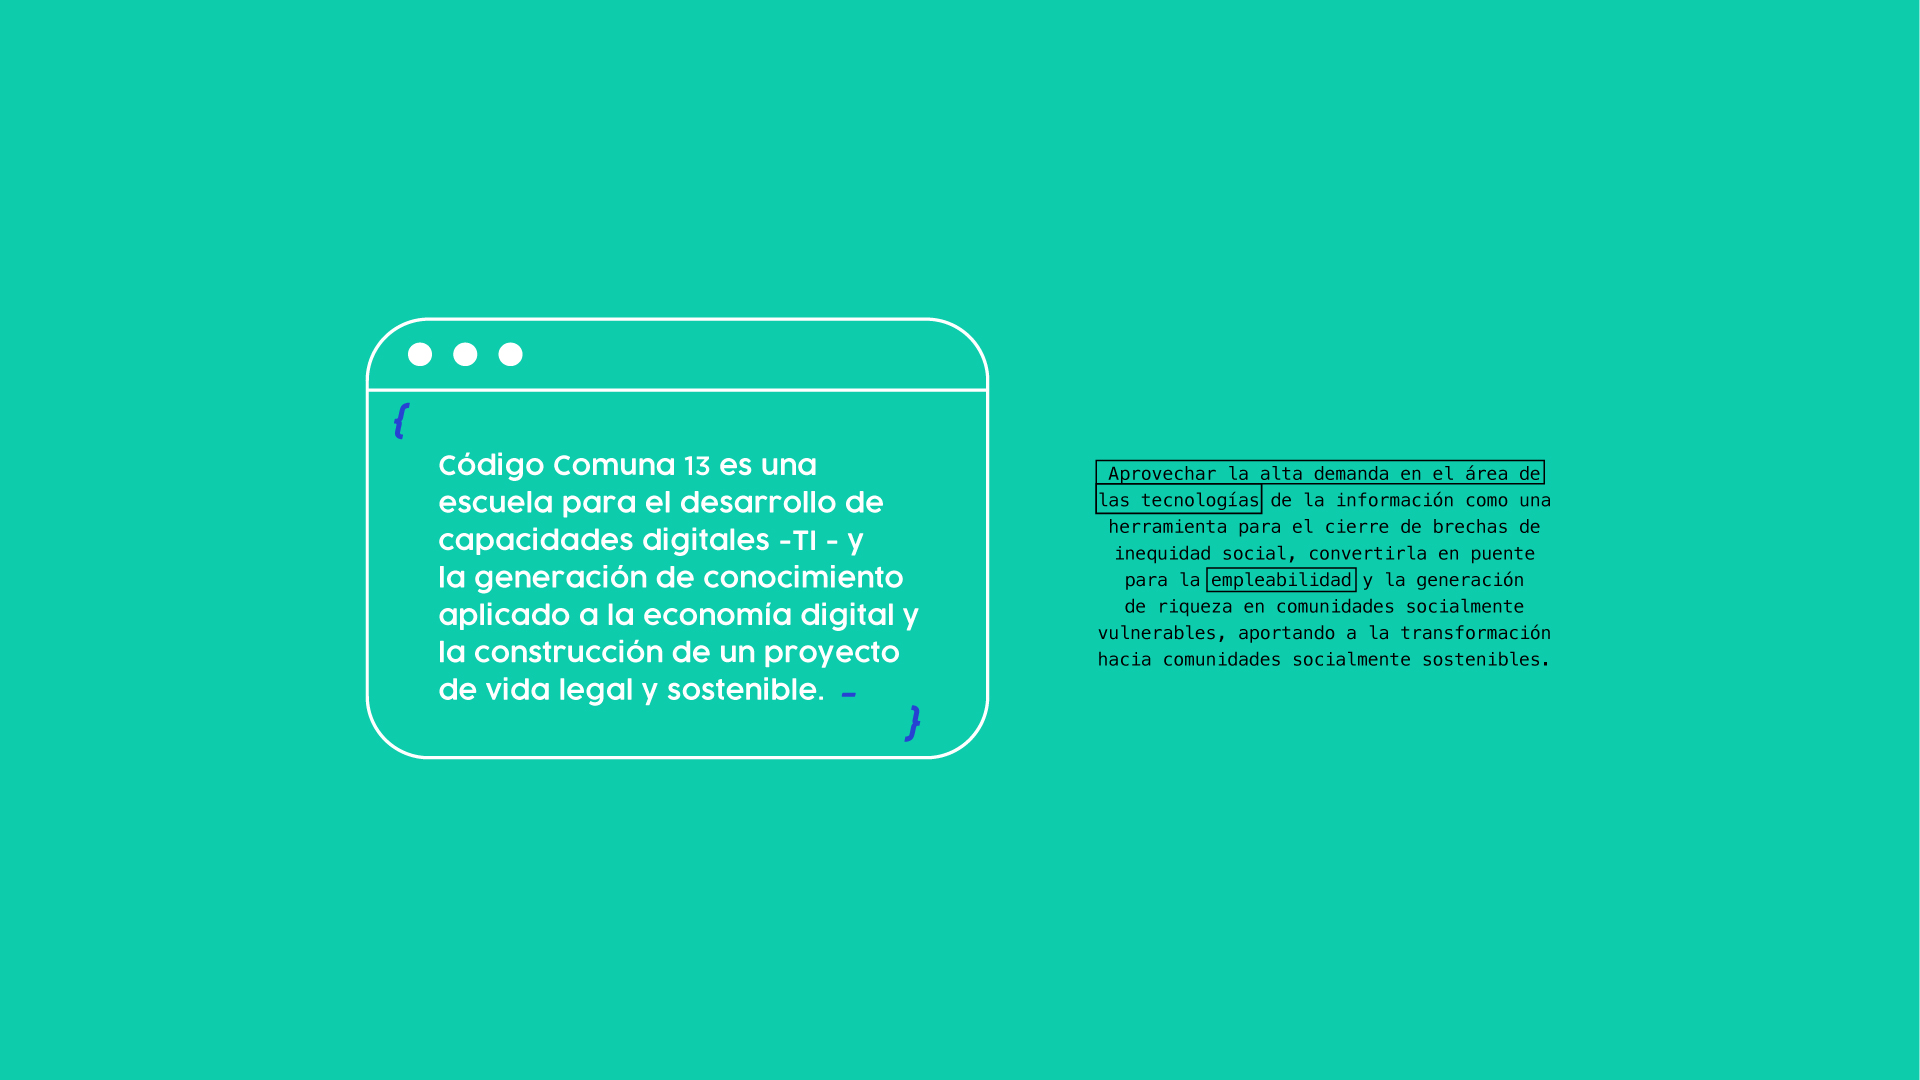 {
Código Comuna 13 es una
escuela para el desarrollo de
capacidades digitales -TI - y
la generación de conocimiento
aplicado a la economía digital y
la construcción de un proyecto
de vida legal y sostenible. -
}
Aprovechar la alta demanda en el área de
las tecnologías de la información como una
herramienta para el cierre de brechas de
inequidad social, convertirla en puente
para la empleabilidad y la generación
de riqueza en comunidades socialmente
vulnerables, aportando a la transformación
hacia comunidades socialmente sostenibles.